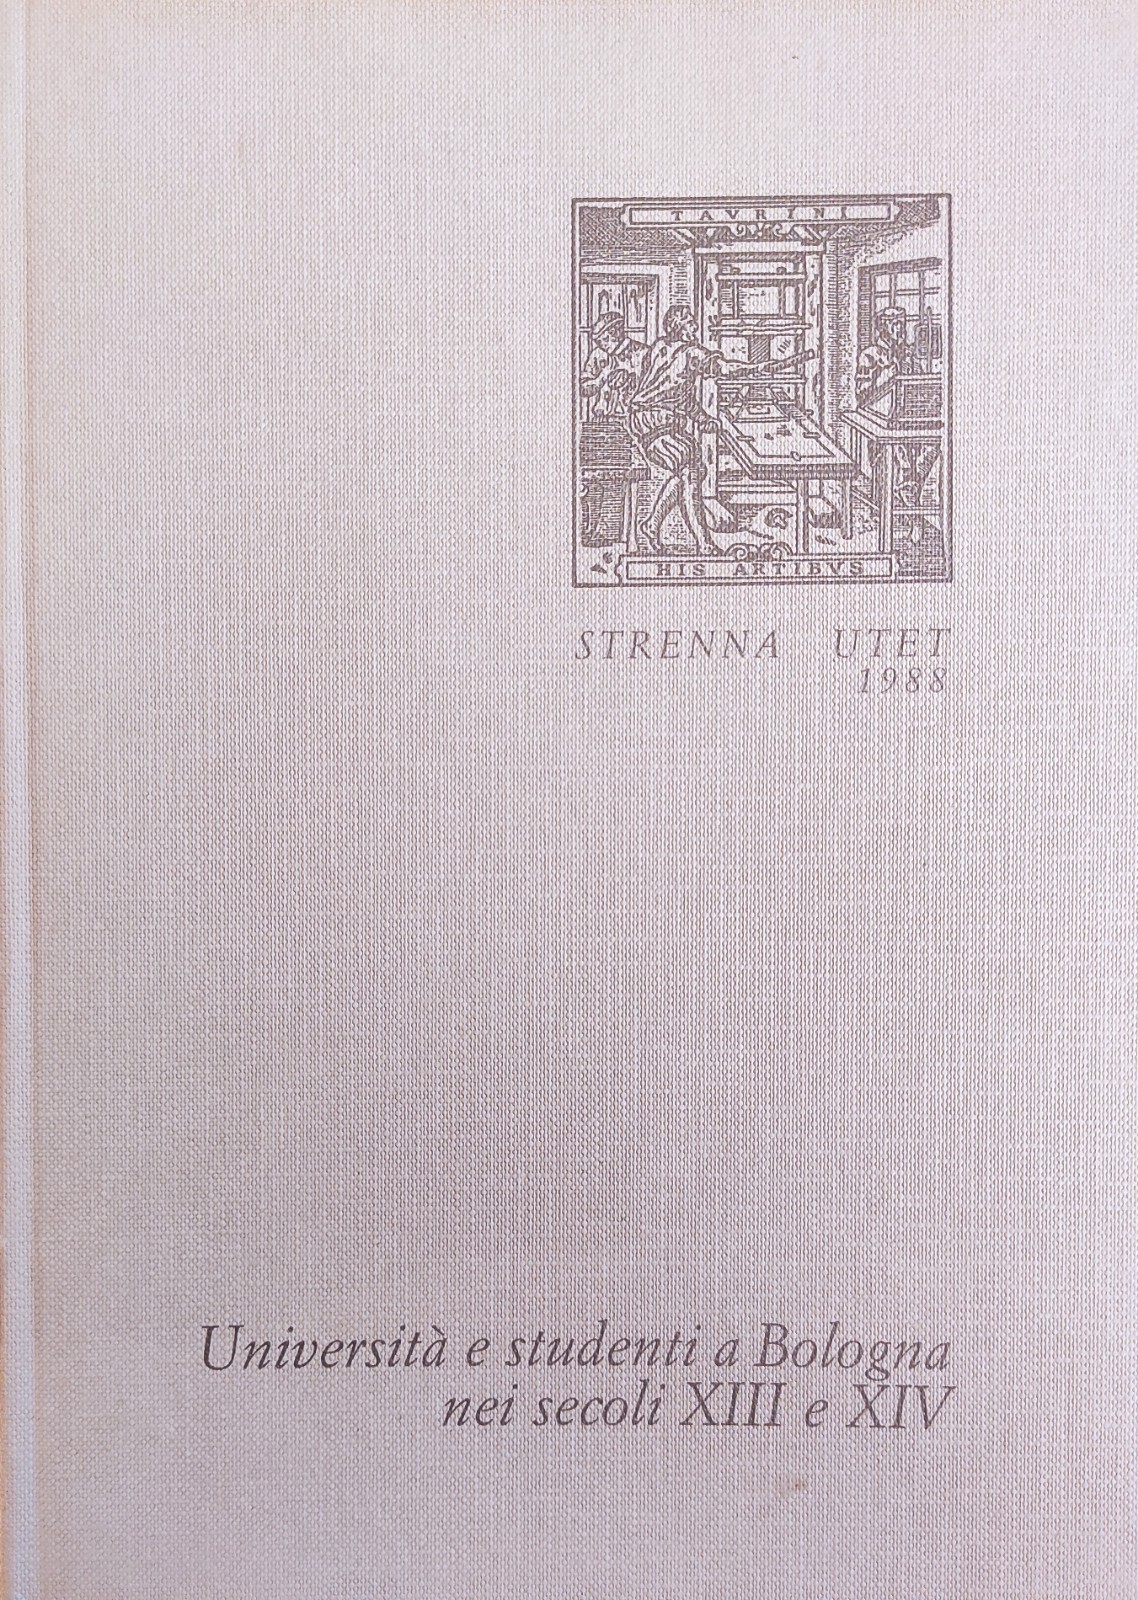 TAVRINI
HIS ARTIBVS
STRENNA UTET
1988
Università e studenti a Bologna
nei secoli XIII e XIV